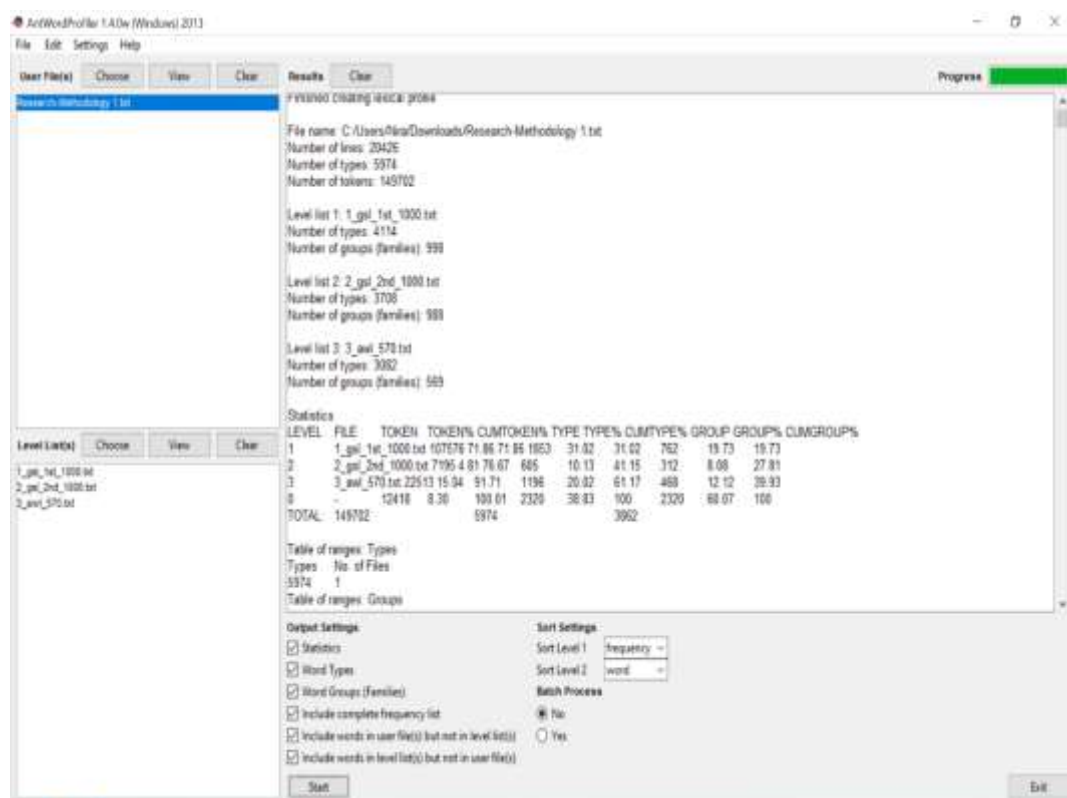 AntWordProfiler 1.4.0w (Windows) 2013
File Edit Settings Help
User File(s) Choose View Clear Results Clear Progress
Research-Methodology 1.txt
Finished creating lexical profile
File name: C:/Users/Nira/Downloads/Research-Methodology 1.txt
Number of lines: 20426
Number of types: 5974
Number of tokens: 149702
Level list 1: 1_gsl_1st_1000.txt
Number of types: 4114
Number of groups (families): 998
Level list 2: 2_gsl_2nd_1000.txt
Number of types: 3708
Number of groups (families): 988
Level list 3: 3_awl_570.txt
Number of types: 3082
Number of groups (families): 569
Statistics
LEVEL FILE TOKEN TOKEN% CUMTOKEN% TYPE TYPE% CUMTYPE% GROUP GROUP% CUMGROUP%
1 1_gsl_1st_1000.txt 107576 71.86 71.86 1853 31.02 31.02 762 19.73 19.73
2 2_gsl_2nd_1000.txt 7195 4.81 76.67 605 10.13 41.15 312 8.08 27.81
3 3_awl_570.txt 22513 15.04 91.71 1196 20.02 61.17 468 12.12 39.93
0 - 12418 8.30 100.01 2320 38.83 100 2320 60.07 100
TOTAL: 149702 5974 3862
Table of ranges: Types
Types No. of Files
5974 1
Table of ranges: Groups
Level List(s) Choose View Clear
1_gsl_1st_1000.txt
2_gsl_2nd_1000.txt
3_awl_570.txt
Output Settings
Statistics
Word Types
Word Groups (Families)
Include complete frequency list
Include words in user file(s) but not in level list(s)
Include words in level list(s) but not in user file(s)
Sort Settings
Sort Level 1 frequency
Sort Level 2 word
Batch Process
No
Yes
Start Exit